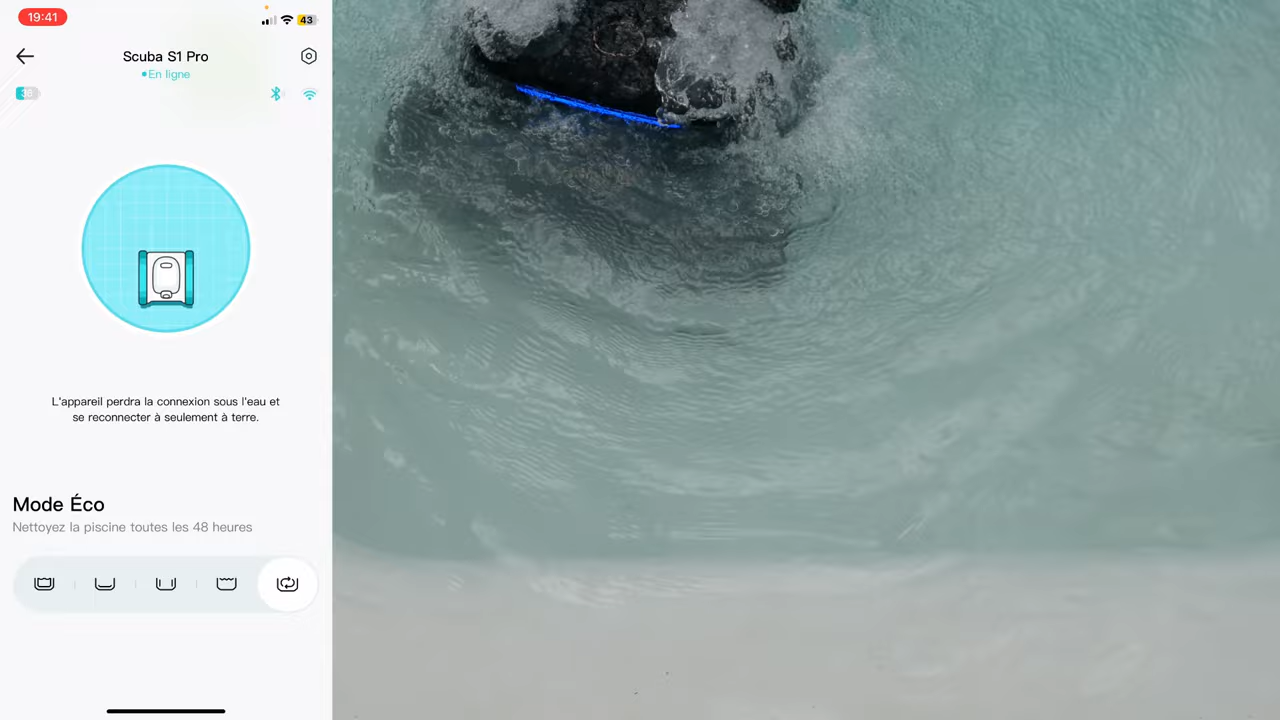 19:41
43
Scuba S1 Pro
En ligne
L'appareil perdra la connexion sous l'eau et
se reconnecter à seulement à terre.
Mode Éco
Nettoyez la piscine toutes les 48 heures